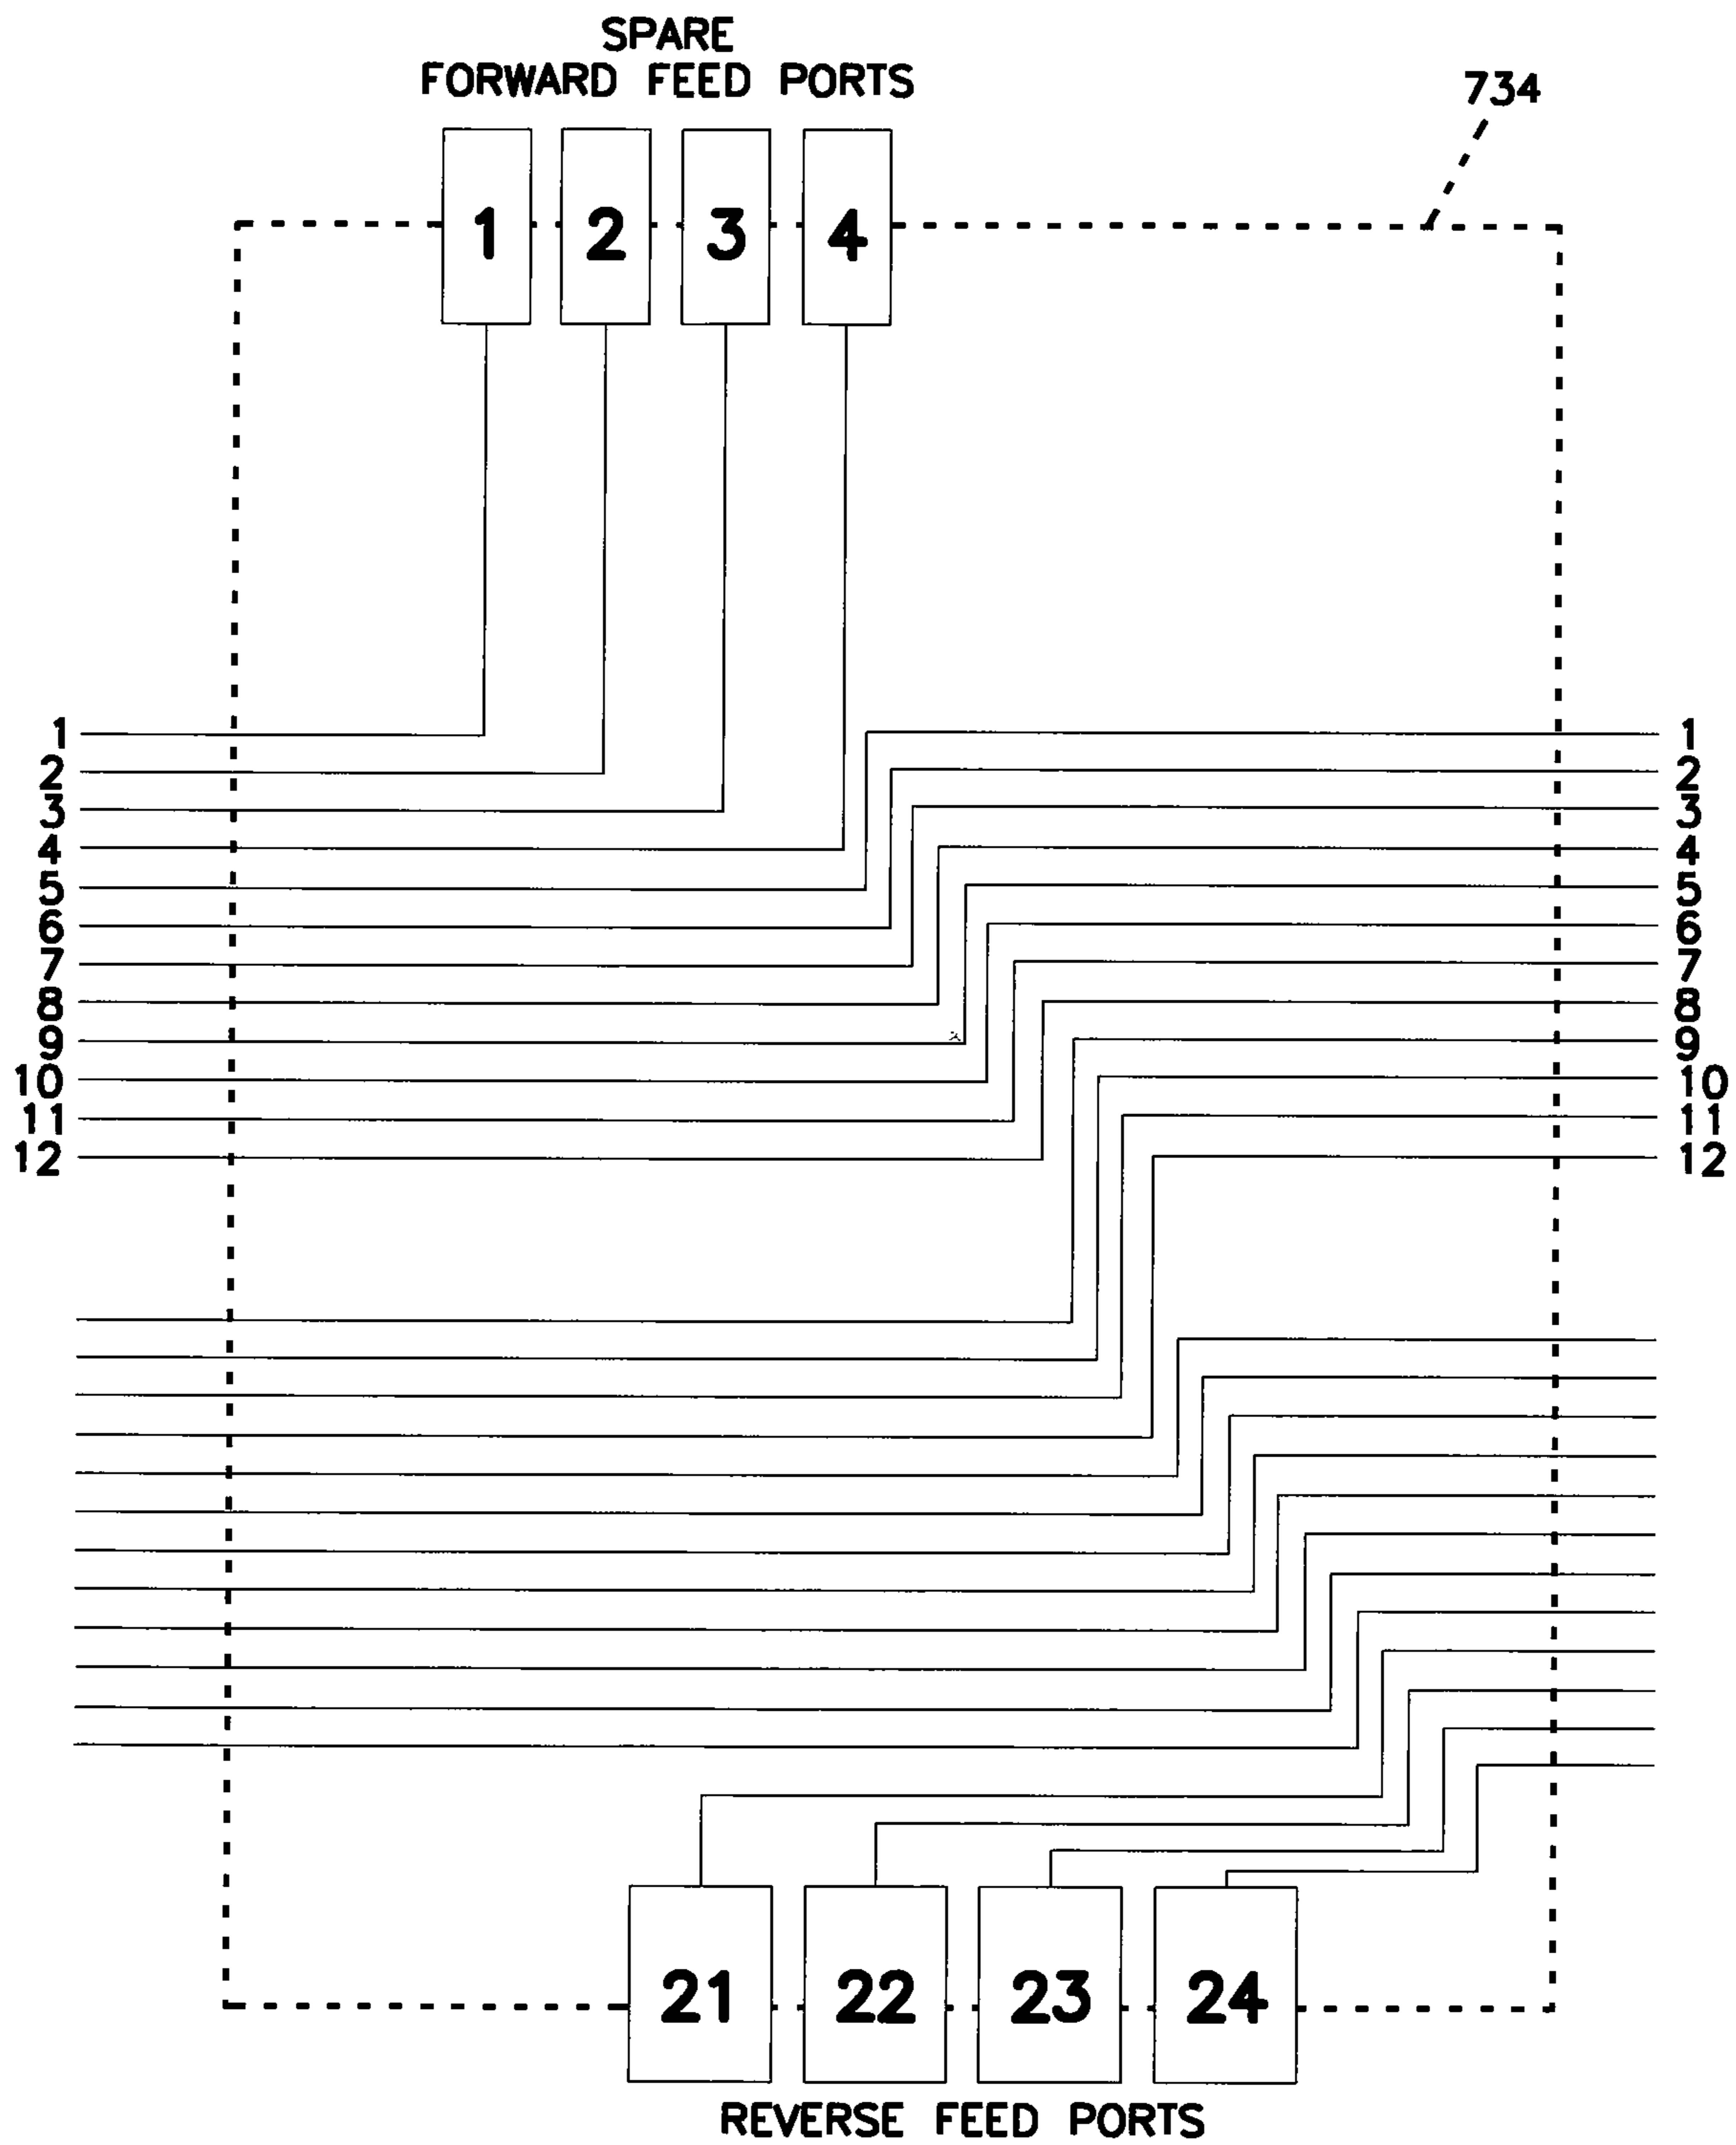 SPARE
FORWARD FEED PORTS
734
1 2 3 4
1 1
2 2
3 3
4 4
5 5
6 6
7 7
8 8
9 9
10 10
11 11
12 12
21 22 23 24
REVERSE FEED PORTS